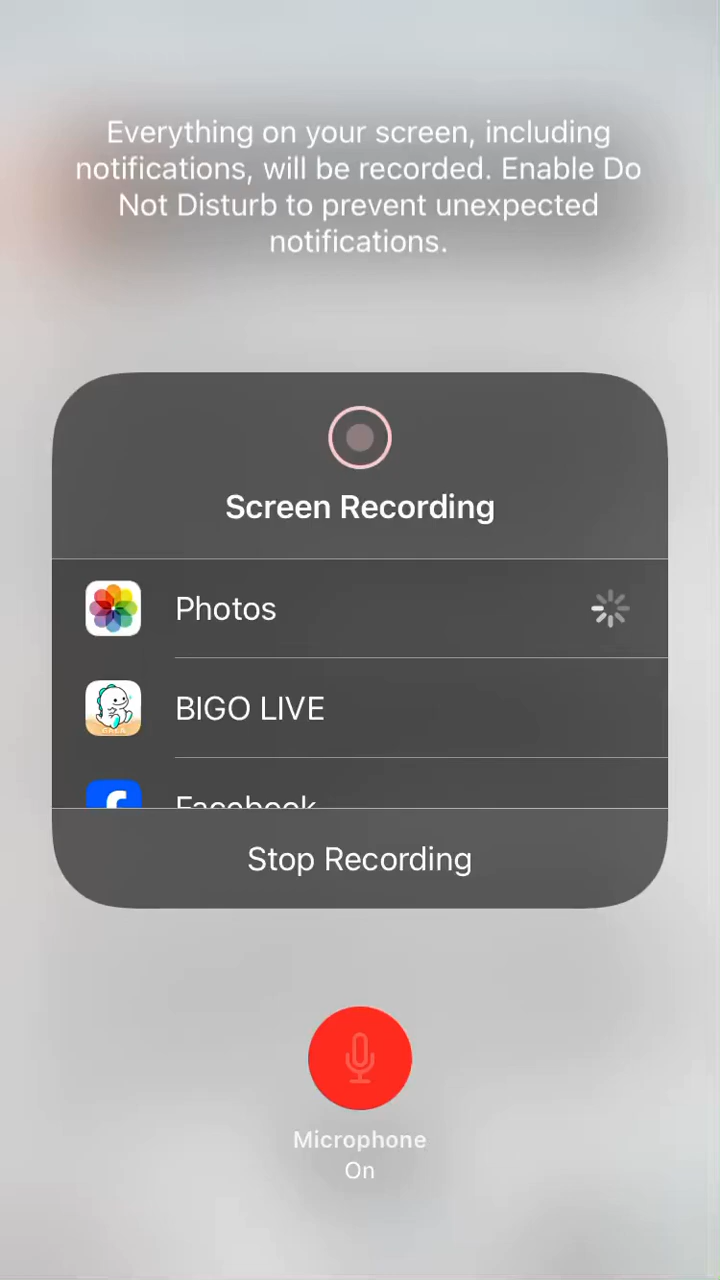 Everything on your screen, including
notifications, will be recorded. Enable Do
Not Disturb to prevent unexpected
notifications.
Screen Recording
Photos
BIGO LIVE
Facebook
Stop Recording
Microphone
On